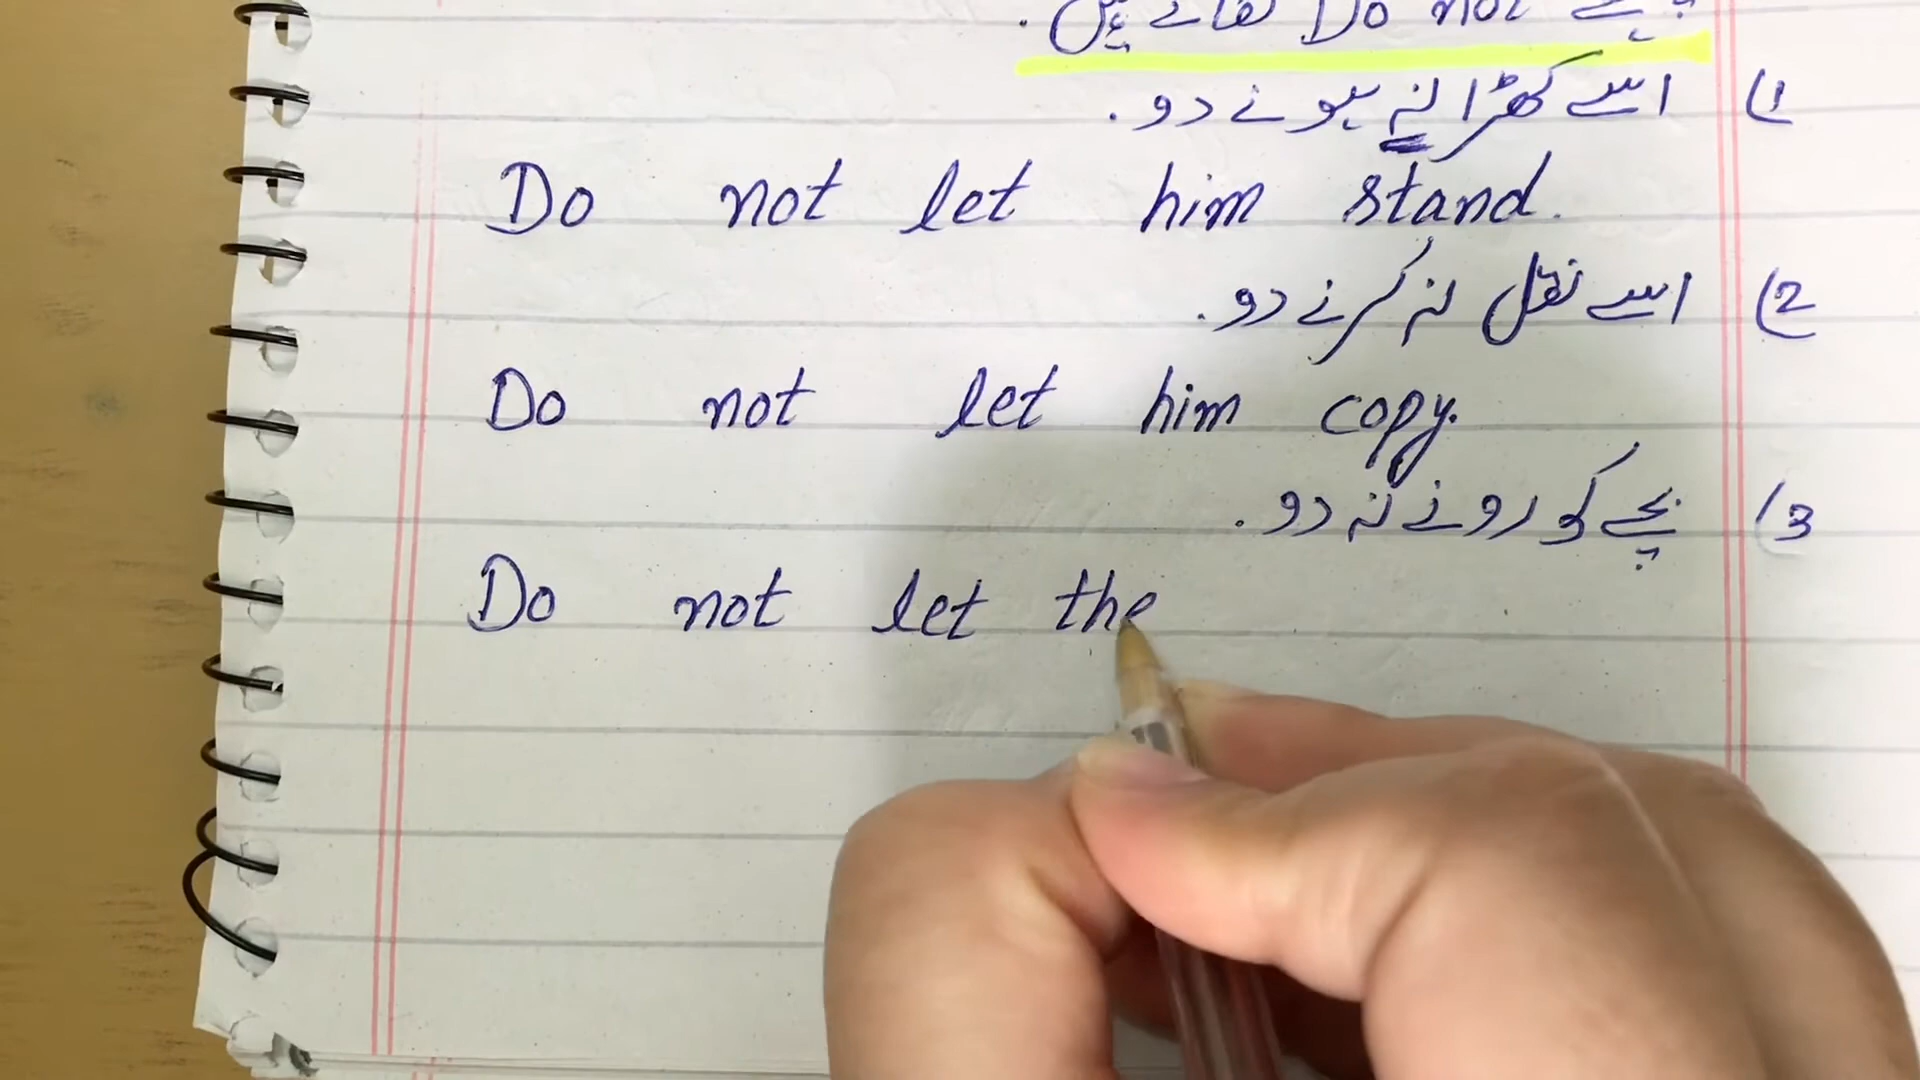 Do not لگاتے ہیں.
1) اسے کھڑا نہ ہونے دو.
Do not let him stand.
2) اسے نقل نہ کرنے دو.
Do not let him copy.
3) بچے کو رونے نہ دو.
Do not let the